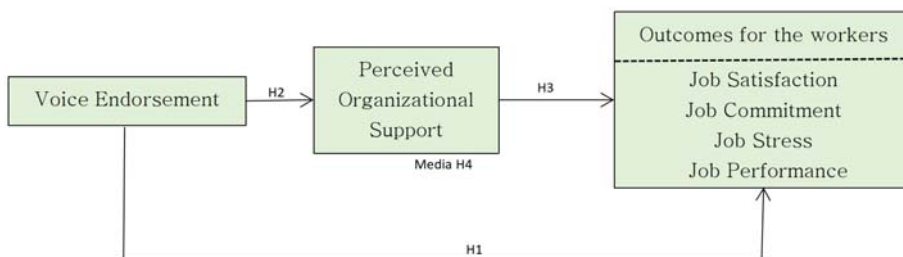 Voice Endorsement
H2
Perceived
Organizational
Support
Media H4
H3
Outcomes for the workers
Job Satisfaction
Job Commitment
Job Stress
Job Performance
H1